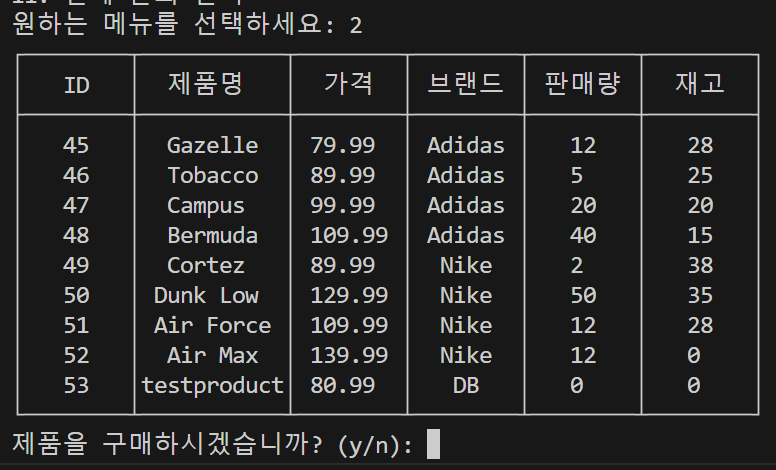 원하는 메뉴를 선택하세요: 2
ID 제품명 가격 브랜드 판매량 재고
45 Gazelle 79.99 Adidas 12 28
46 Tobacco 89.99 Adidas 5 25
47 Campus 99.99 Adidas 20 20
48 Bermuda 109.99 Adidas 40 15
49 Cortez 89.99 Nike 2 38
50 Dunk Low 129.99 Nike 50 35
51 Air Force 109.99 Nike 12 28
52 Air Max 139.99 Nike 12 0
53 testproduct 80.99 DB 0 0
제품을 구매하시겠습니까? (y/n):